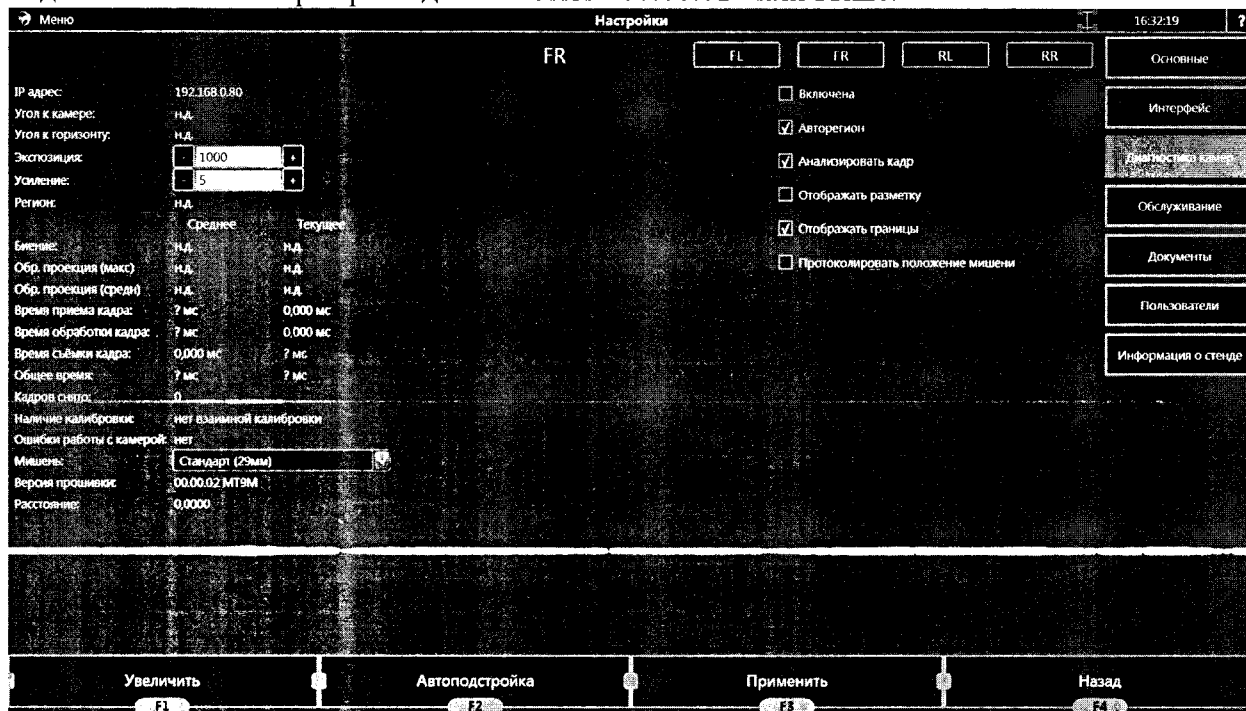 Меню Настройки 16:32:19 ?
FR FL FR RL RR Основные
IP адрес: 192.168.0.80 Включена
Угол к камере: н.д. Интерфейс
Угол к горизонту: н.д. Авторегион
Экспозиция: - 1000 + Анализировать кадр Диагностика камер
Усиление: 5 + Отображать разметку
Регион: н.д. Обслуживание
Среднее Текущее
Биение: н.д. н.д. Отображать границы
Обр. проекция (макс) н.д. н.д. Протоколировать положение мишени Документы
Обр. проекция (средн) н.д. н.д.
Время приема кадра: ? мс 0,000 мс Пользователи
Время обработки кадра: ? мс 0,000 мс
Время съёмки кадра: 0,000 мс ? мс Информация о стенде
Общее время: ? мс ? мс
Кадров снято: 0
Наличие калибровки: нет взаимной калибровки
Ошибки работы с камерой: нет
Мишень: Стандарт (29мм)
Версия прошивки: 00.00.02 MT9M
Расстояние: 0,0000
Увеличить Автоподстройка Применить Назад
F1 F2 F3 F4